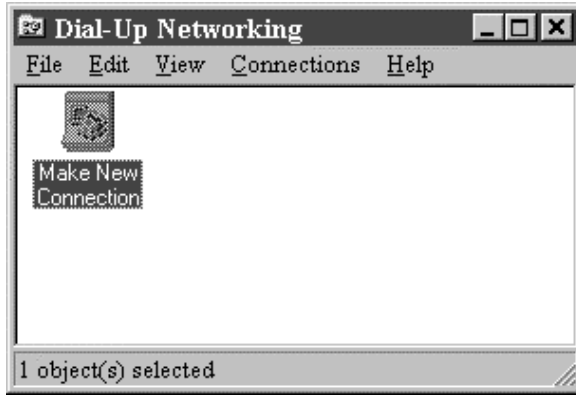 Dial-Up Networking
File Edit View Connections Help
Make New
Connection
1 object(s) selected